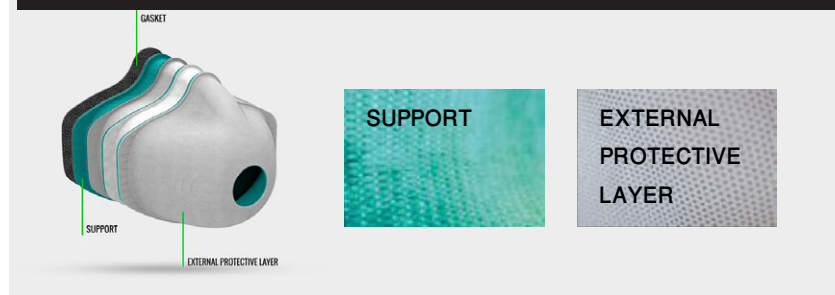 GASKET
SUPPORT
EXTERNAL PROTECTIVE LAYER
SUPPORT
EXTERNAL
PROTECTIVE
LAYER